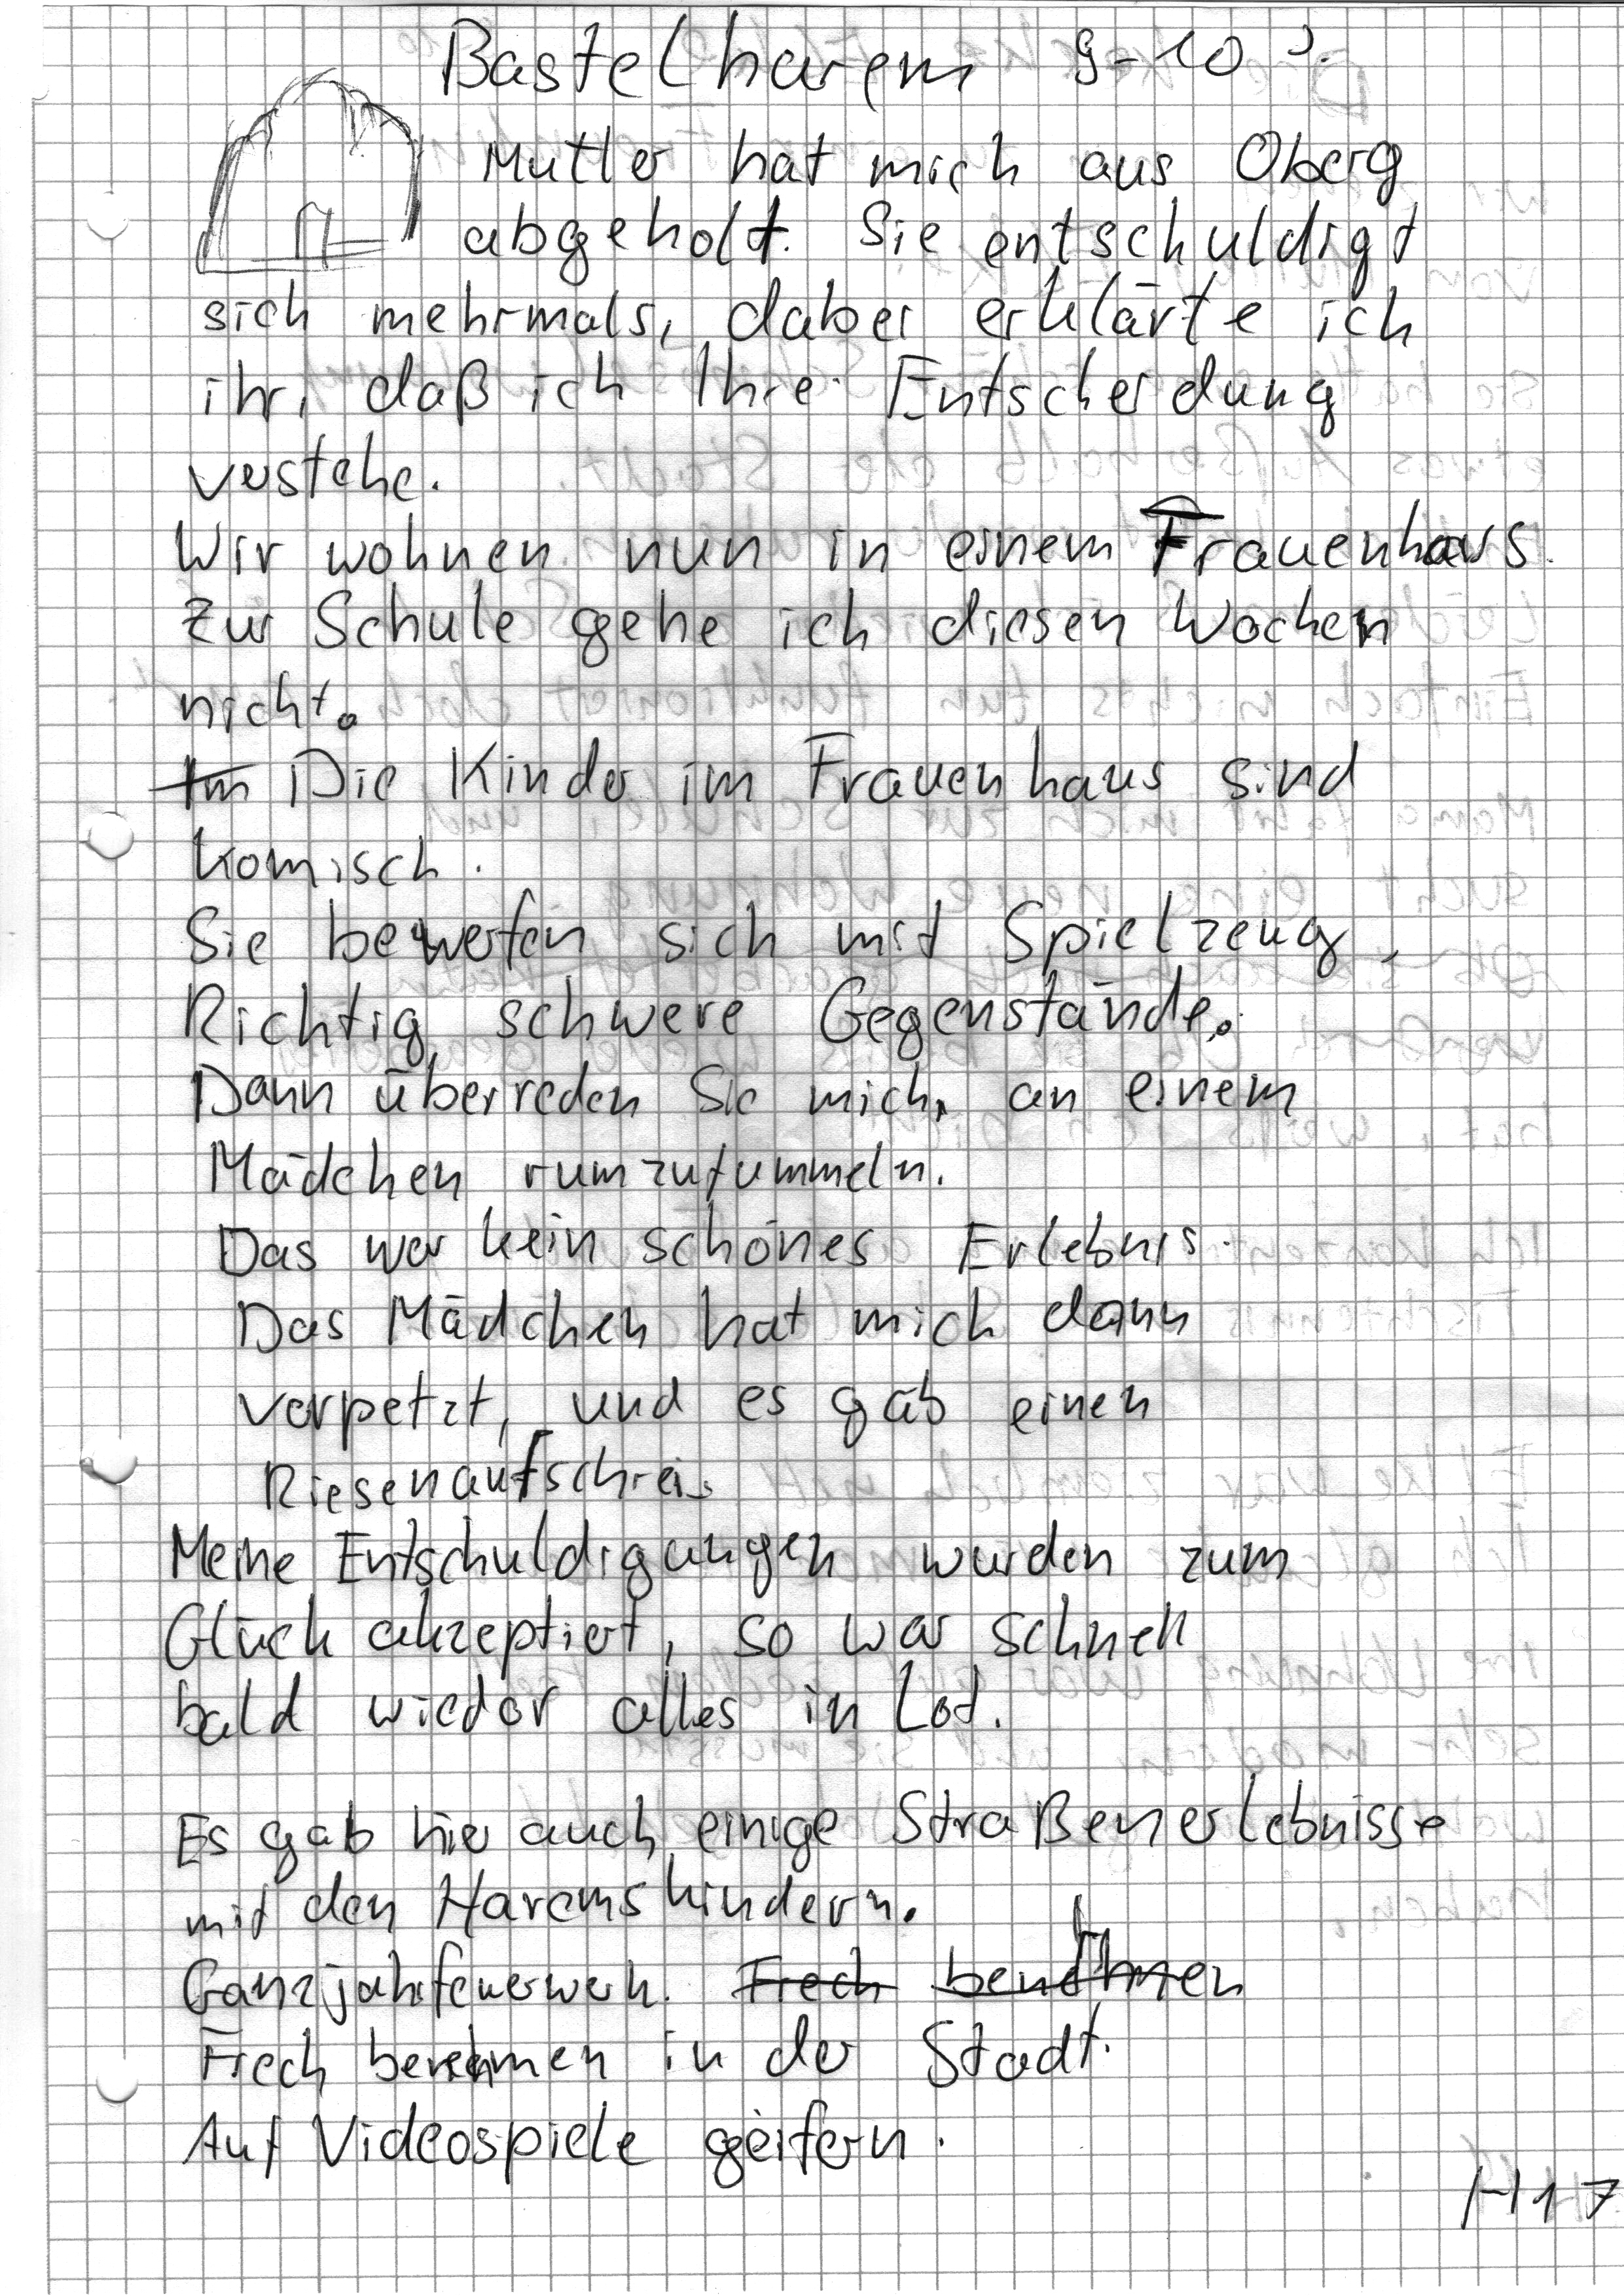 Bastelharem 9-10 J.
Mutter hat mich aus Oberg
abgeholt. Sie entschuldigt
sich mehrmals, dabei erklärte ich
ihr, daß ich Ihre Entscheidung
verstehe.
Wir wohnen nun in einem Frauenhaus.
Zur Schule gehe ich diesen Wochen
nicht.
Im Die Kinder im Frauenhaus sind
komisch.
Sie bewerfen sich mit Spielzeug,
Richtig schwere Gegenstände.
Dann überreden Sie mich, an einem
Mädchen rumzufummeln.
Das war kein schönes Erlebnis.
Das Mädchen hat mich dann
verpetzt, und es gab einen
Riesenaufschrei.
Meine Entschuldigungen wurden zum
Glück akzeptiert, so war schnell
bald wieder alles in Lot.
Es gab hier auch einige Straßenerlebnisse
mit den Haremskindern.
Ganzjahrfeuerwerk. Frech benehmen
Frech benehmen in der Stadt.
Auf Videospiele geifern.
H17